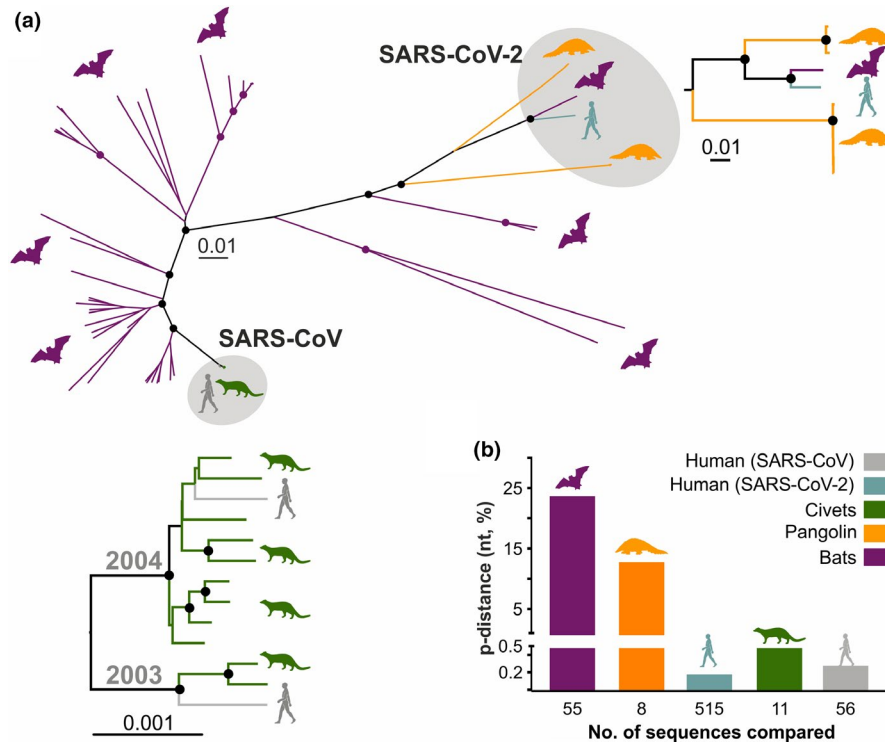 (a)
SARS-CoV-2
0.01
0.01
SARS-CoV
2004
2003
0.001
(b)
Human (SARS-CoV)
Human (SARS-CoV-2)
Civets
Pangolin
Bats
p-distance (nt, %)
25
15
5
0.5
0.2
55 8 515 11 56
No. of sequences compared